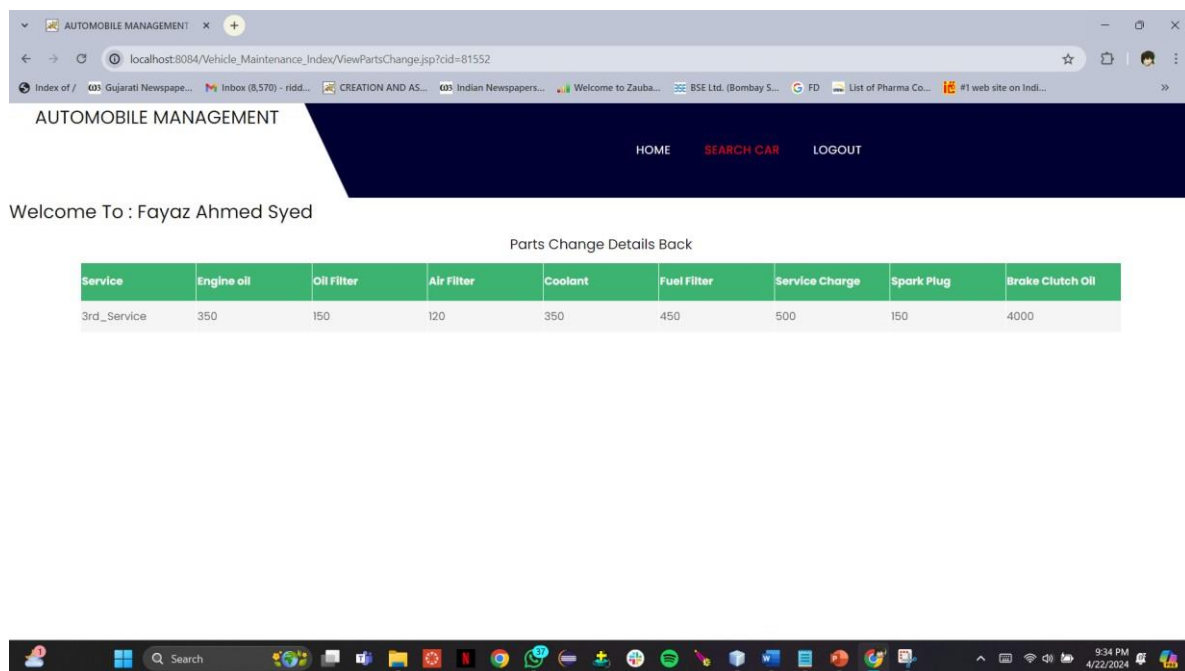 AUTOMOBILE MANAGEMENT
localhost:8084/Vehicle_Maintenance_Index/ViewPartsChange.jsp?cid=81552
Index of / Gujarati Newspape... Inbox (8,570) - ridd... CREATION AND AS... Indian Newspapers... Welcome to Zauba... BSE Ltd. (Bombay S... FD List of Pharma Co... #1 web site on Indi... »
AUTOMOBILE MANAGEMENT
HOME SEARCH CAR LOGOUT
Welcome To : Fayaz Ahmed Syed
Parts Change Details Back
Service Engine oil Oil Filter Air Filter Coolant Fuel Filter Service Charge Spark Plug Brake Clutch Oil
3rd_Service 350 150 120 350 450 500 150 4000
Search 37 9:34 PM
4/22/2024